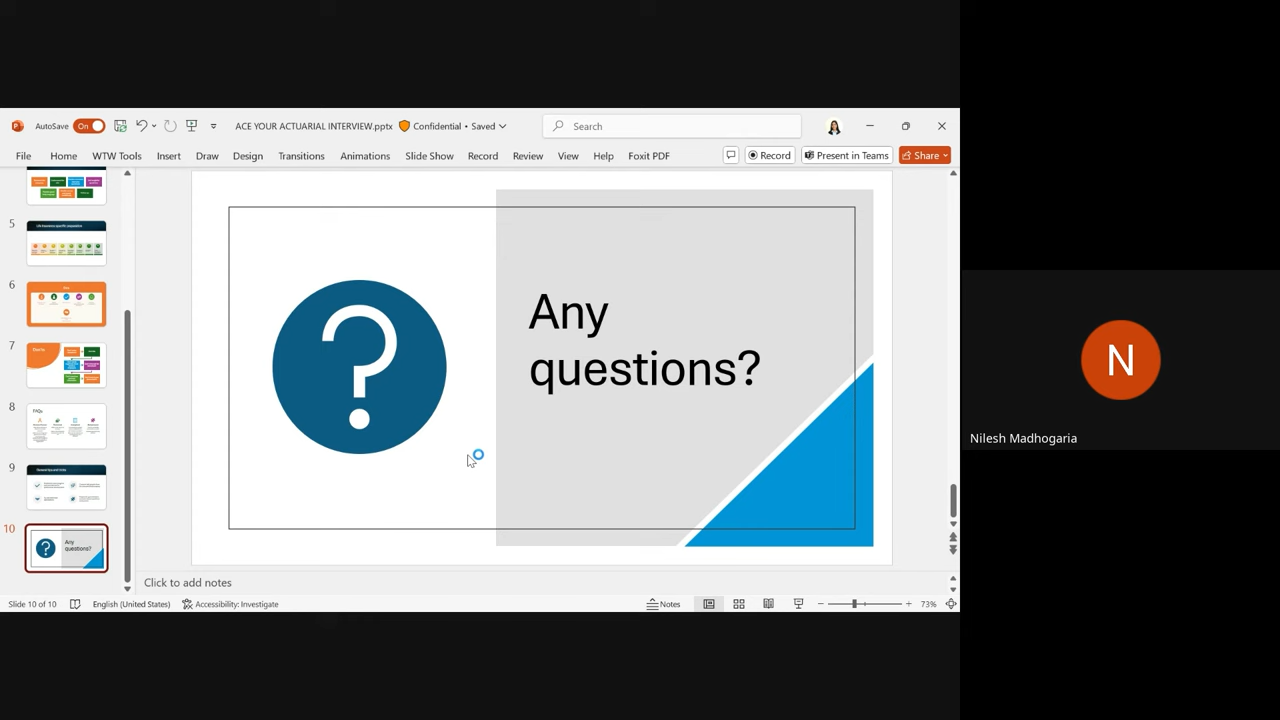 AutoSave On ACE YOUR ACTUARIAL INTERVIEW.pptx Confidential • Saved Search
File Home WTW Tools Insert Draw Design Transitions Animations Slide Show Record Review View Help Foxit PDF Record Present in Teams Share
5
6
7
8
FAQs
9
10
Any
questions?
?
Any
questions?
Click to add notes
Slide 10 of 10 English (United States) Accessibility: Investigate Notes 73%
N
Nilesh Madhogaria